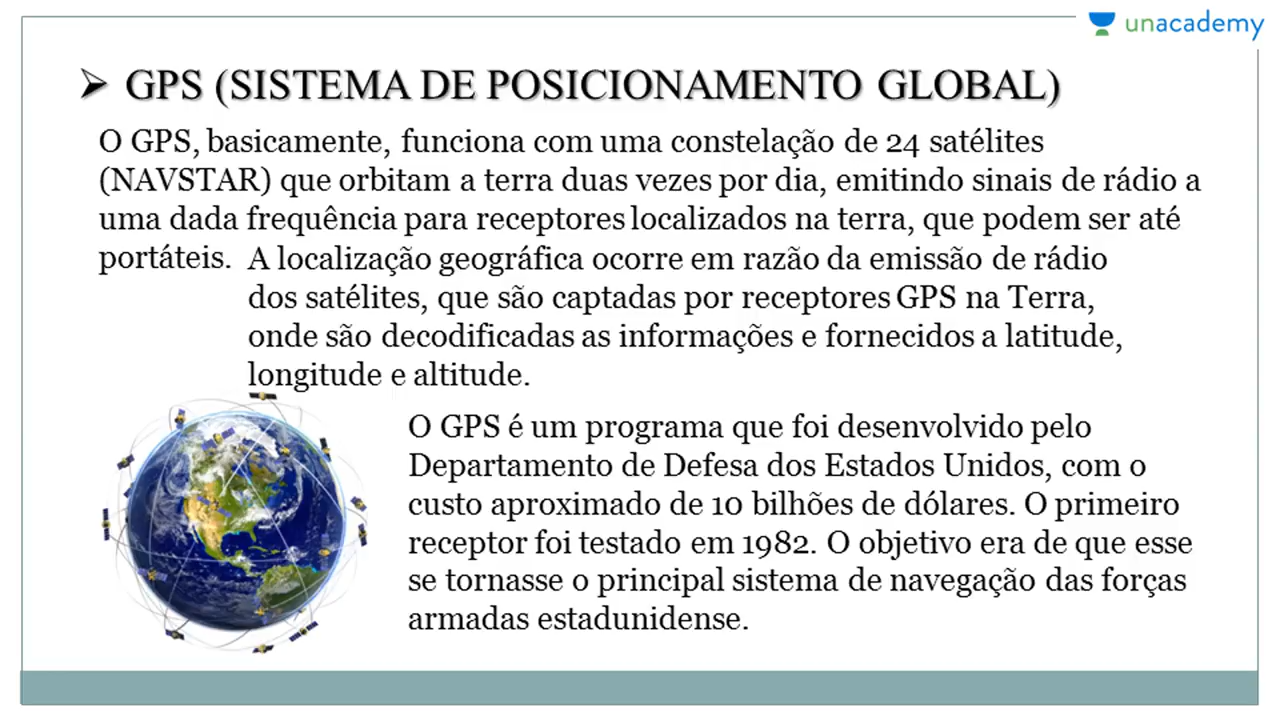 unacademy
➢ GPS (SISTEMA DE POSICIONAMENTO GLOBAL)
O GPS, basicamente, funciona com uma constelação de 24 satélites
(NAVSTAR) que orbitam a terra duas vezes por dia, emitindo sinais de rádio a
uma dada frequência para receptores localizados na terra, que podem ser até
portáteis. A localização geográfica ocorre em razão da emissão de rádio
dos satélites, que são captadas por receptores GPS na Terra,
onde são decodificadas as informações e fornecidos a latitude,
longitude e altitude.
O GPS é um programa que foi desenvolvido pelo
Departamento de Defesa dos Estados Unidos, com o
custo aproximado de 10 bilhões de dólares. O primeiro
receptor foi testado em 1982. O objetivo era de que esse
se tornasse o principal sistema de navegação das forças
armadas estadunidense.